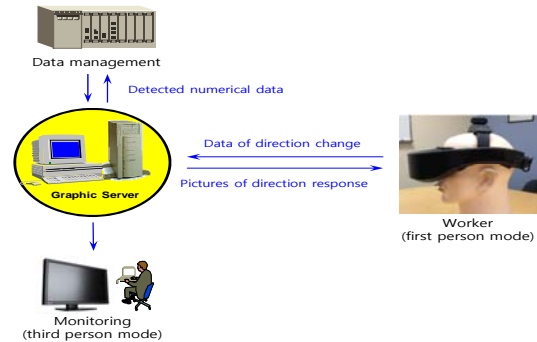 Data management
Detected numerical data
Data of direction change
Pictures of direction response
Graphic Server
Worker
(first person mode)
Monitoring
(third person mode)